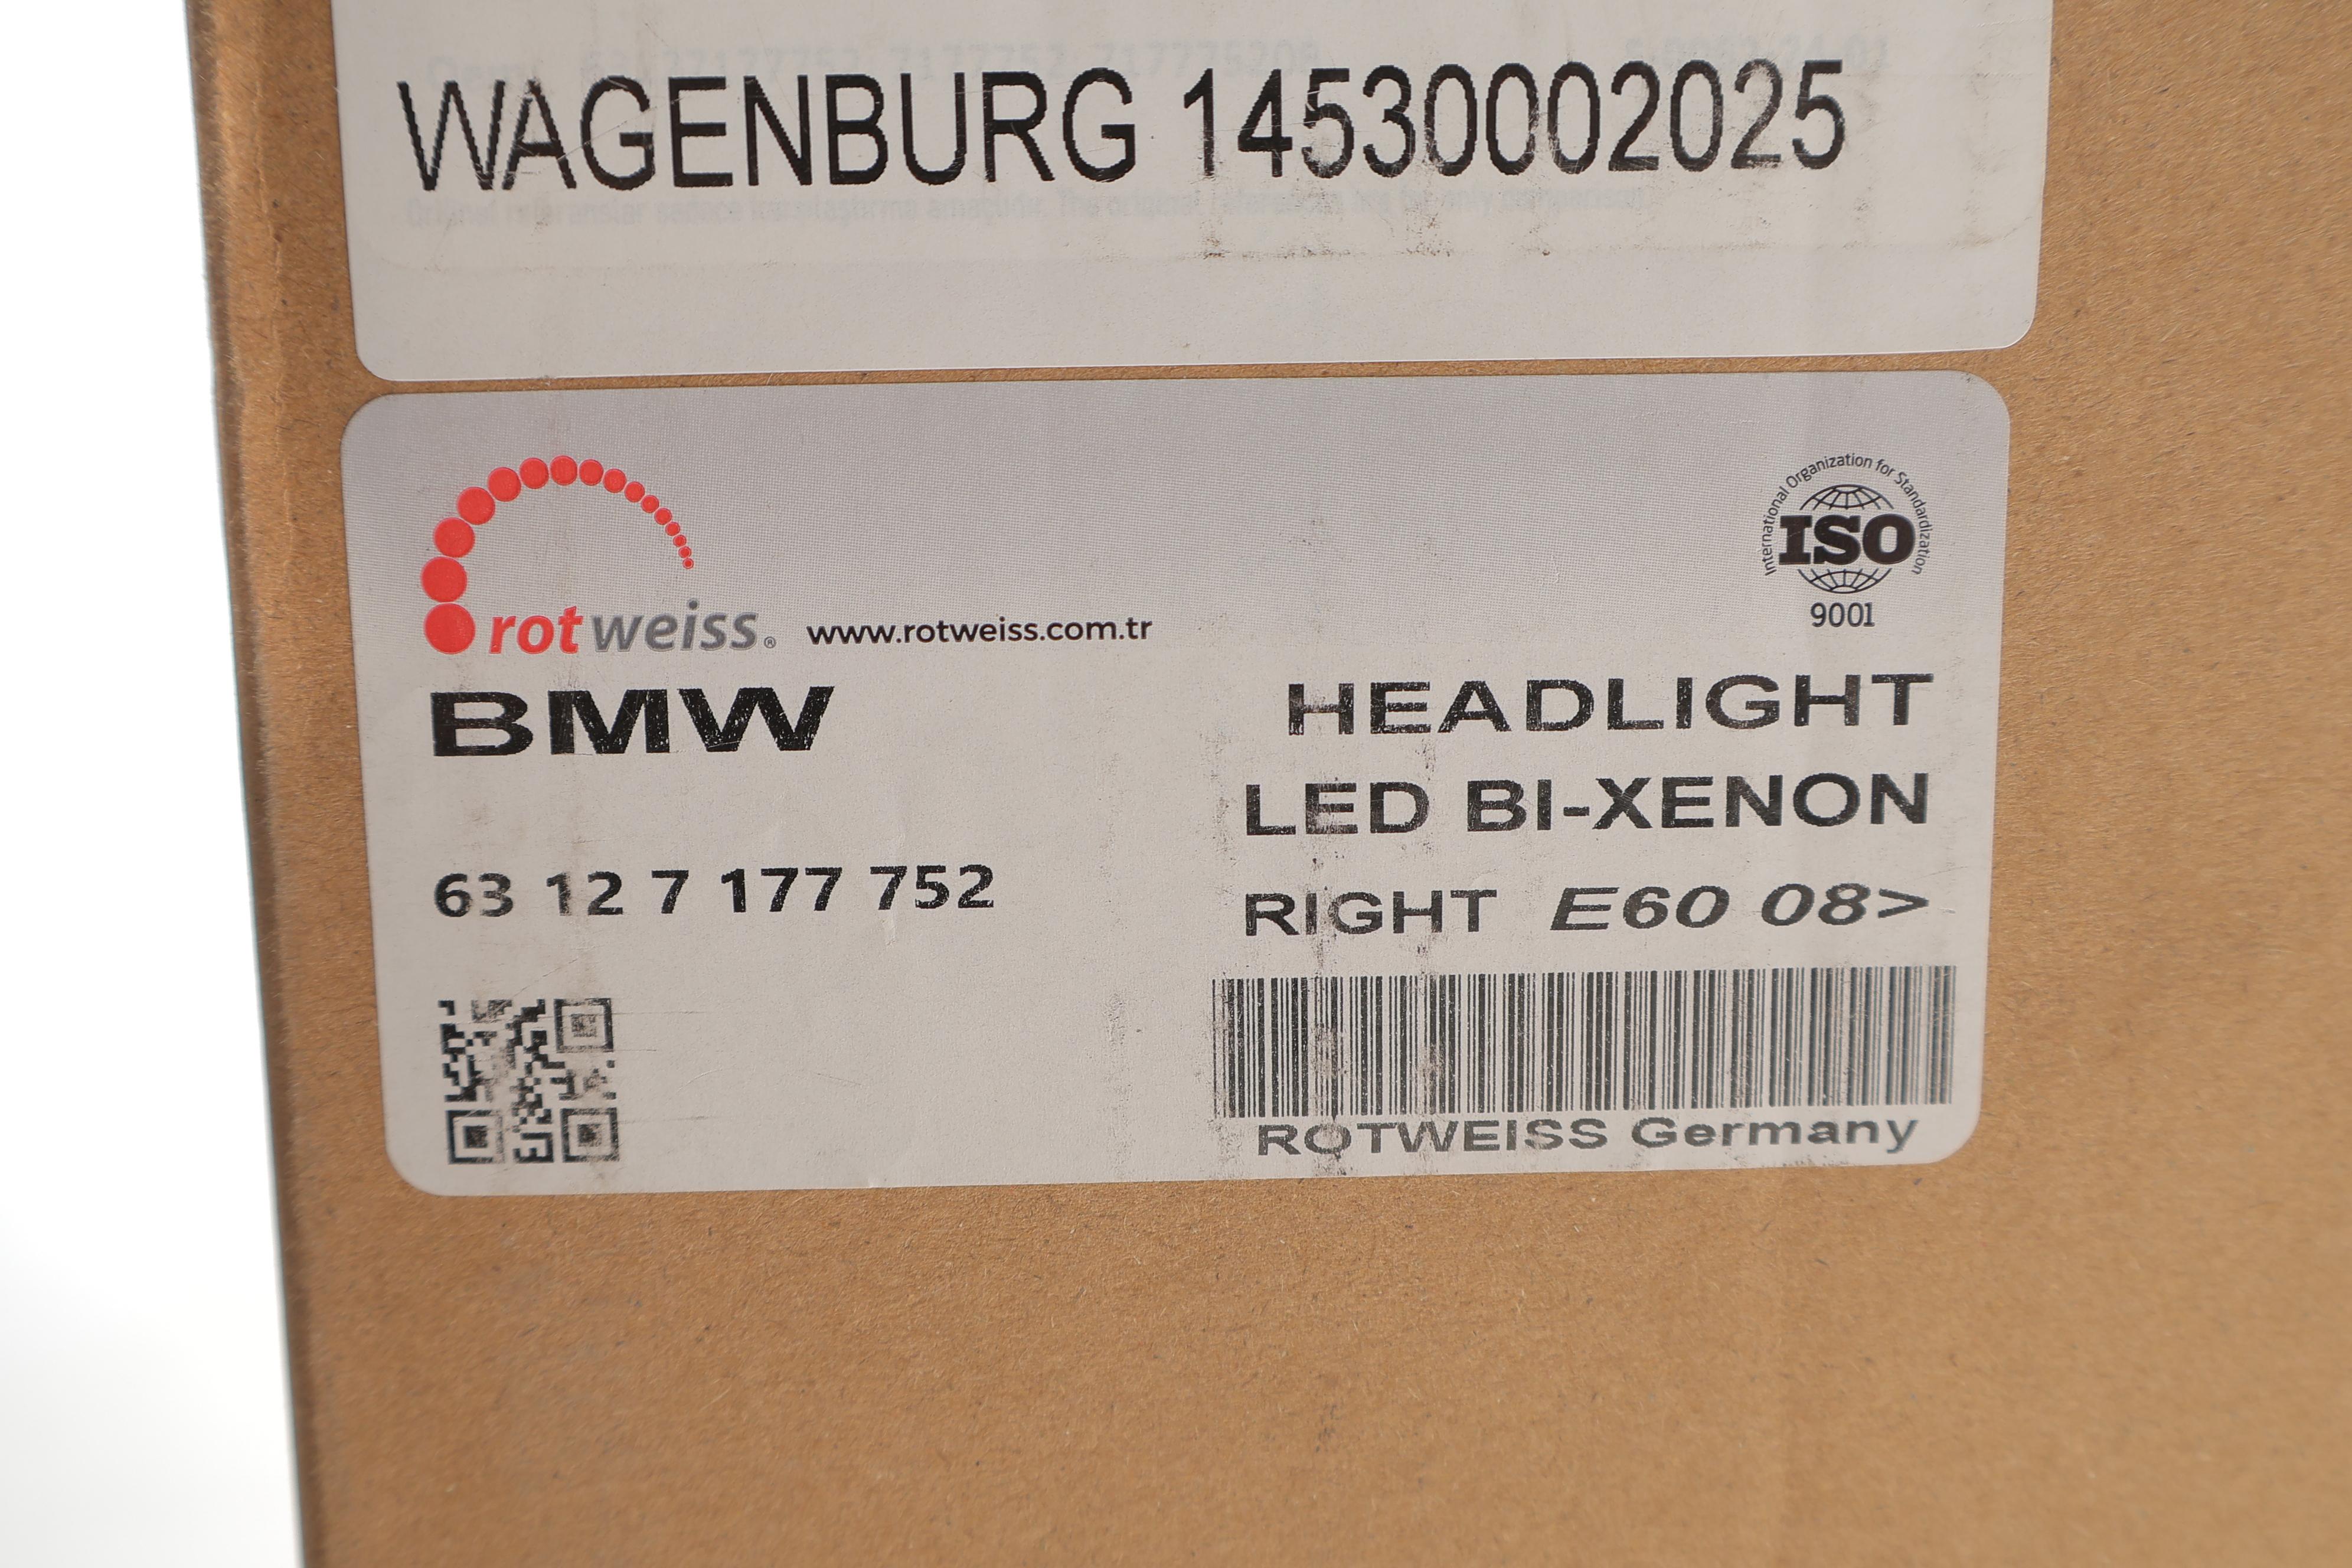 WAGENBURG 14530002025
International Organization for Standardization
ISO
9001
rotweiss® www.rotweiss.com.tr
BMW
HEADLIGHT
LED BI-XENON
63 12 7 177 752
RIGHT E60 08>
ROTWEISS Germany